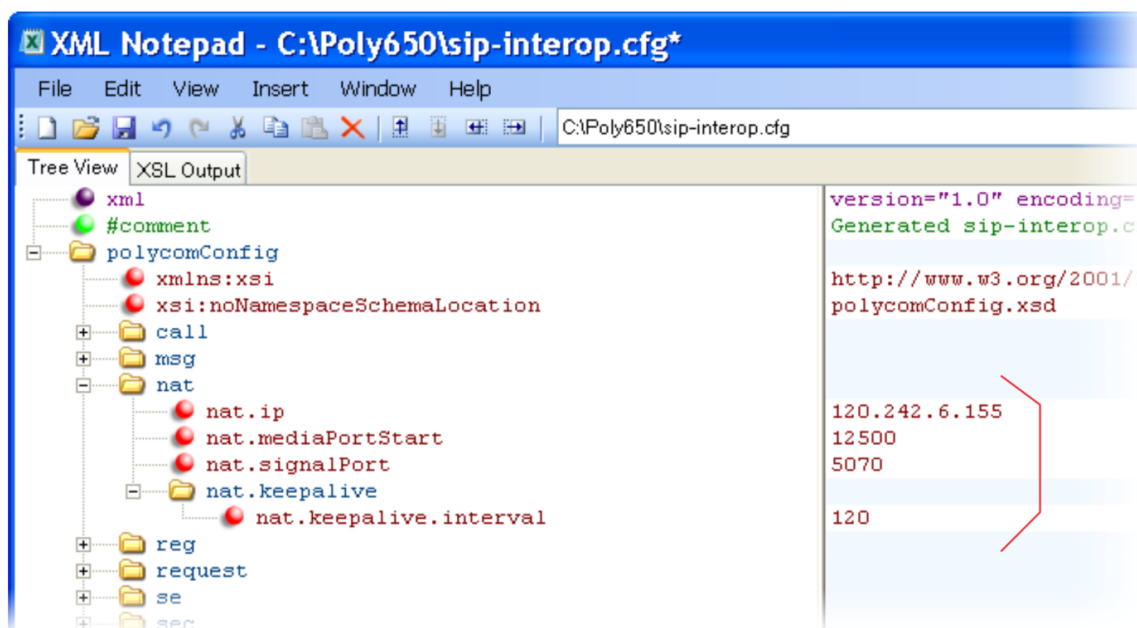 XML Notepad - C:\Poly650\sip-interop.cfg*
File Edit View Insert Window Help
C:\Poly650\sip-interop.cfg
Tree View XSL Output
xml version="1.0" encoding=
#comment Generated sip-interop.c
polycomConfig
xmlns:xsi http://www.w3.org/2001/
xsi:noNamespaceSchemaLocation polycomConfig.xsd
call
msg
nat
nat.ip 120.242.6.155
nat.mediaPortStart 12500
nat.signalPort 5070
nat.keepalive
nat.keepalive.interval 120
reg
request
se
sec